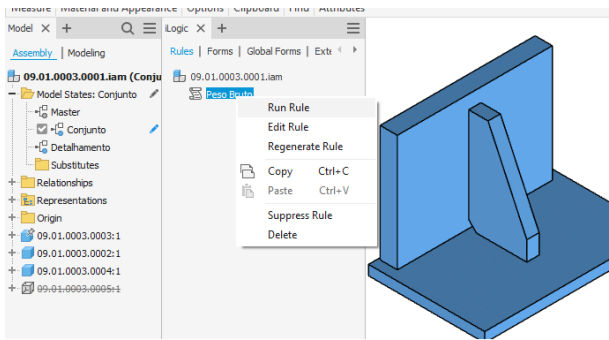 Measure | Material and Appearance | Options | Clipboard | Find | Attributes
Model × +
iLogic × +
Assembly | Modeling
Rules | Forms | Global Forms | Exte
09.01.0003.0001.iam (Conju
09.01.0003.0001.iam
Model States: Conjunto
Peso Bruto
Master
Conjunto
Detalhamento
Substitutes
Relationships
Representations
Origin
09.01.0003.0003:1
09.01.0003.0002:1
09.01.0003.0004:1
09.01.0003.0005:1
Run Rule
Edit Rule
Regenerate Rule
Copy Ctrl+C
Paste Ctrl+V
Suppress Rule
Delete